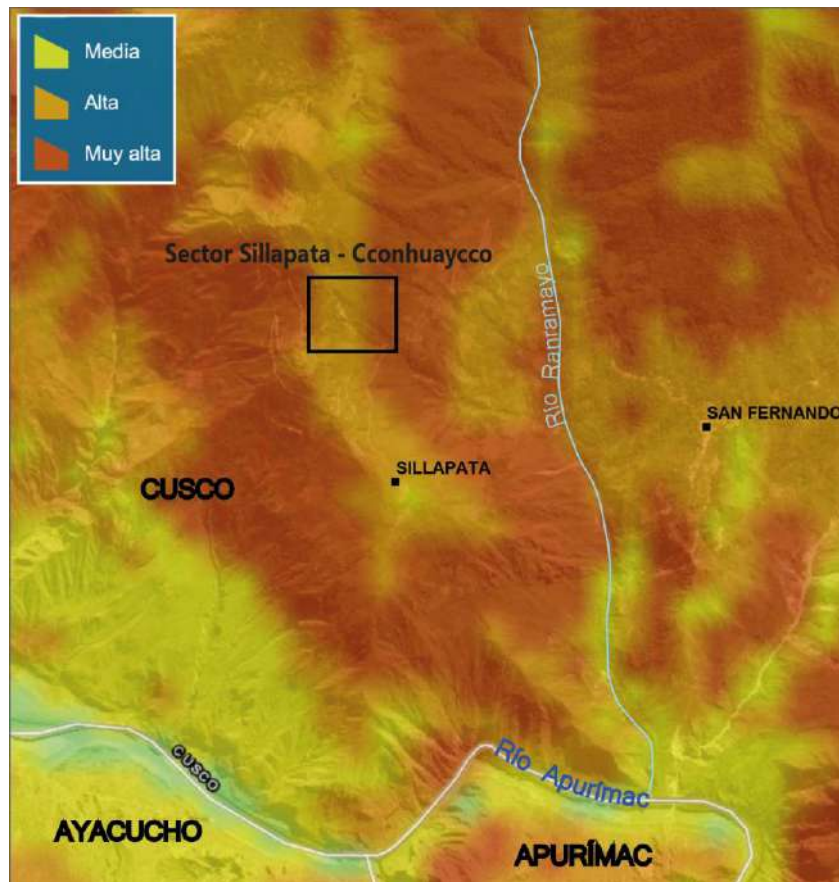 Media
Alta
Muy alta
Sector Sillapata - Cconhuaycco
Río Ranramayo
SAN FERNANDO
SILLAPATA
CUSCO
CUSCO
Río Apurímac
AYACUCHO
APURÍMAC